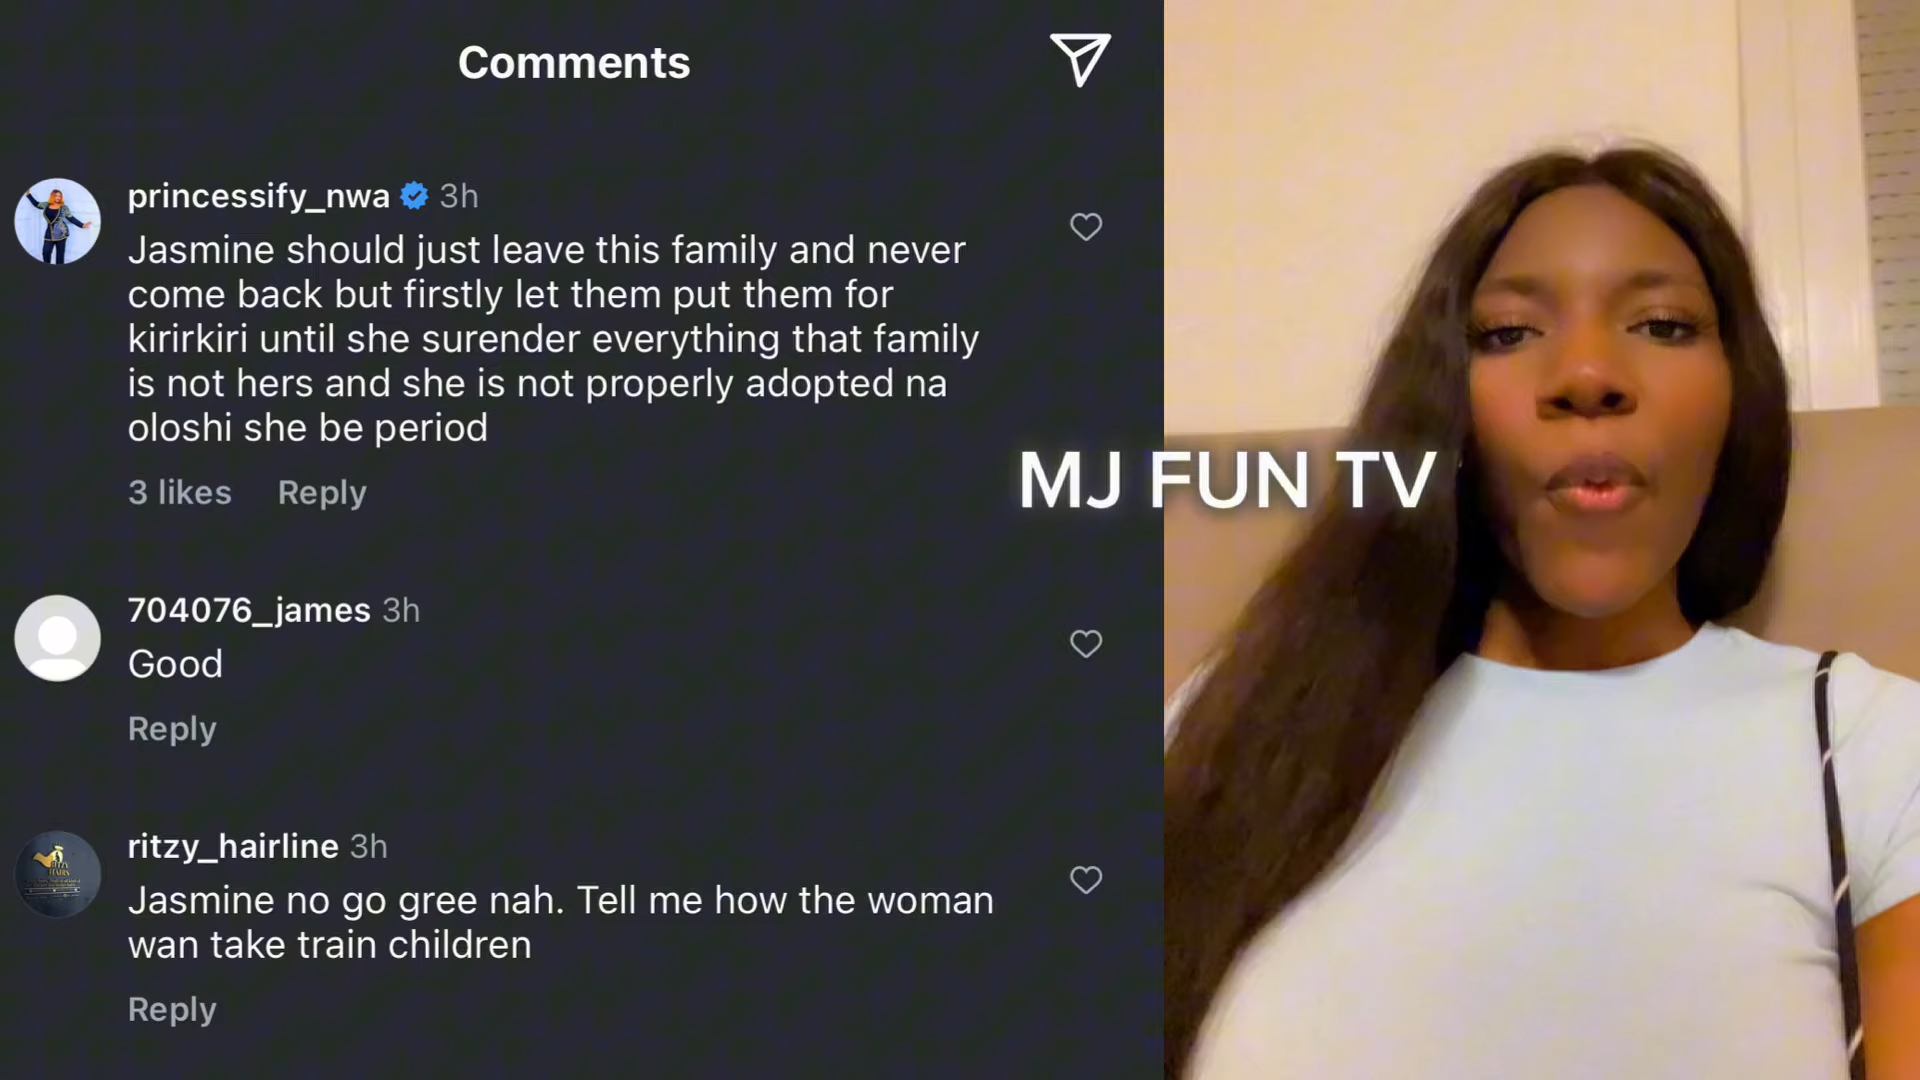 Comments
princessify_nwa 3h
Jasmine should just leave this family and never
come back but firstly let them put them for
kirirkiri until she surender everything that family
is not hers and she is not properly adopted na
oloshi she be period
3 likes Reply
MJ FUN TV
704076_james 3h
Good
Reply
ritzy_hairline 3h
Jasmine no go gree nah. Tell me how the woman
wan take train children
Reply